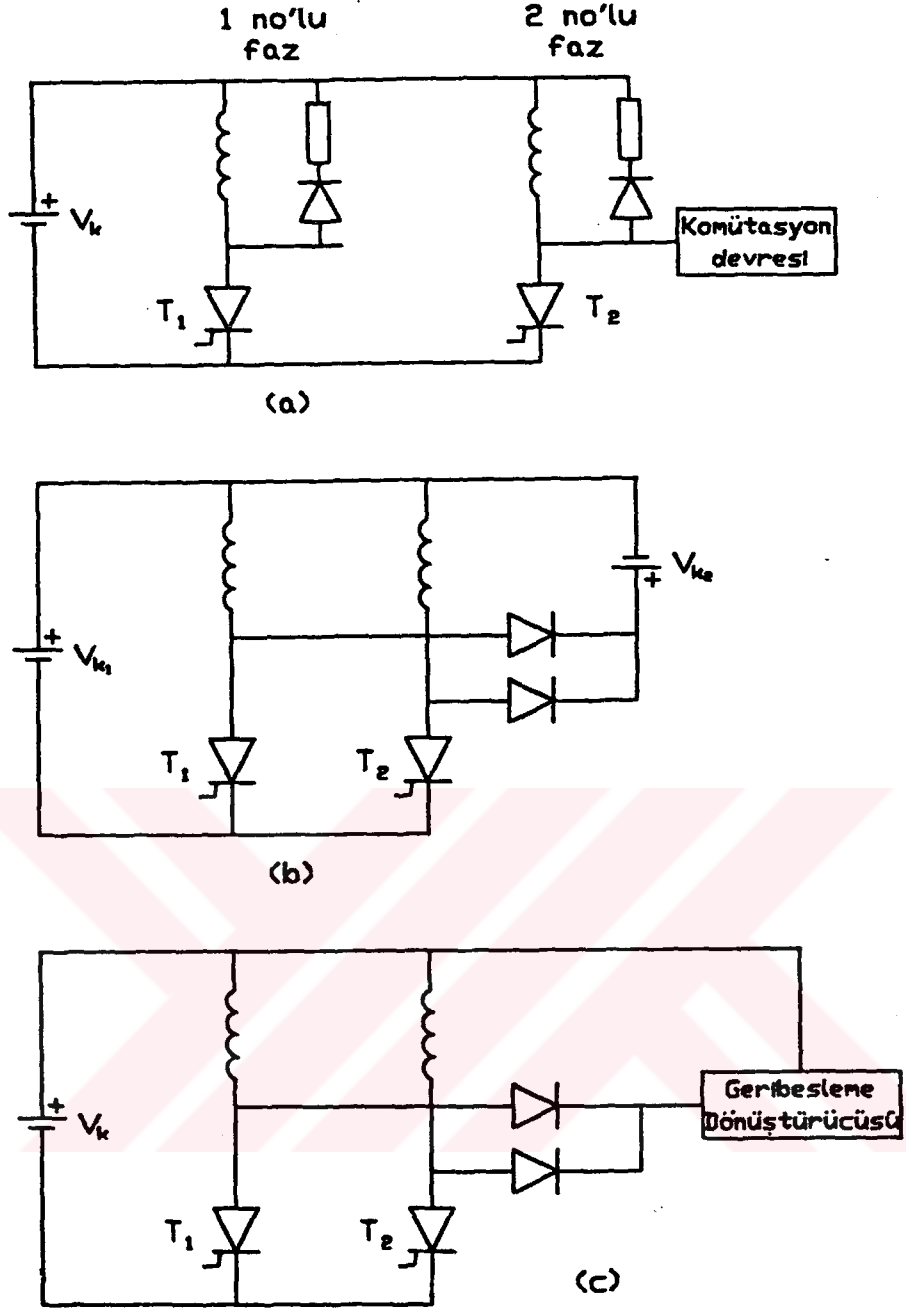 1 no'lu
faz
2 no'lu
faz
+
Vk
Komütasyon
devresi
T1
T2
(a)
+
Vk1
+
Vk2
T1
T2
(b)
+
Vk
Geribesleme
Dönüştürücüsü
T1
T2
(c)